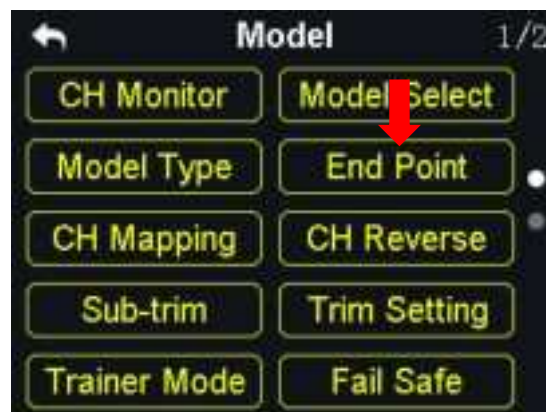 Model 1/2
CH Monitor Model Select
Model Type End Point
CH Mapping CH Reverse
Sub-trim Trim Setting
Trainer Mode Fail Safe